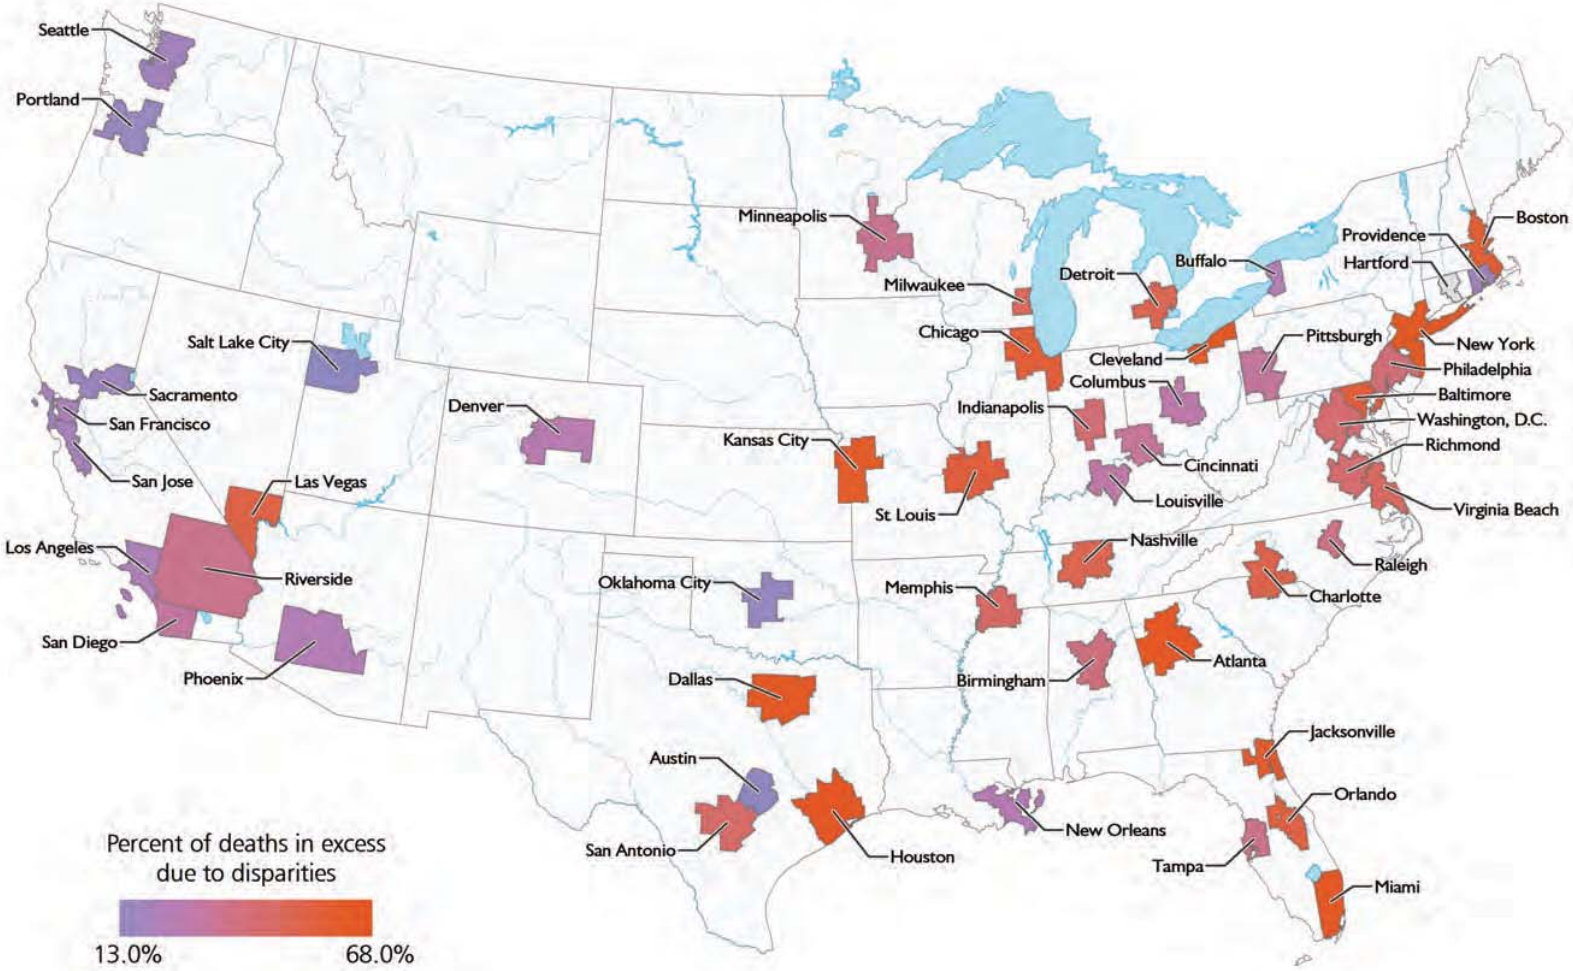 Seattle
Portland
Minneapolis
Boston
Providence
Hartford
Buffalo
Detroit
Milwaukee
Chicago
Salt Lake City
Pittsburgh
New York
Cleveland
Philadelphia
Columbus
Sacramento
Baltimore
Denver
Indianapolis
San Francisco
Washington, D.C.
Kansas City
Richmond
Cincinnati
San Jose
Las Vegas
Louisville
St. Louis
Virginia Beach
Nashville
Los Angeles
Raleigh
Riverside
Oklahoma City
Memphis
Charlotte
San Diego
Atlanta
Phoenix
Dallas
Birmingham
Jacksonville
Austin
Orlando
New Orleans
Percent of deaths in excess
due to disparities
San Antonio
Houston
Tampa
Miami
13.0%
68.0%